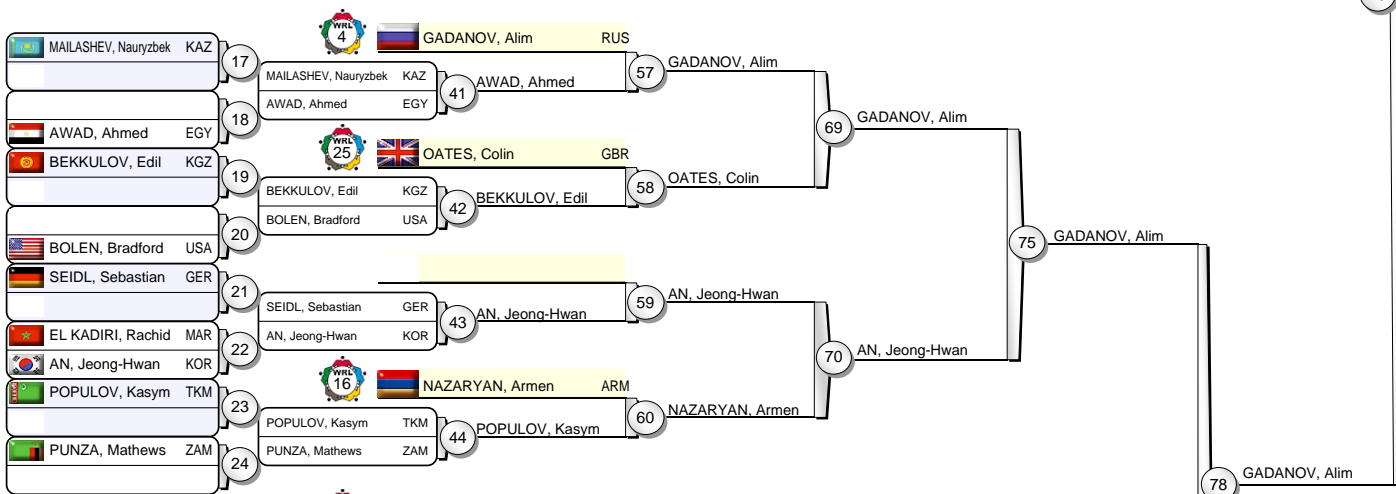 WRL
4
GADANOV, Alim RUS
MAILASHEV, Nauryzbek KAZ
17
57
GADANOV, Alim
MAILASHEV, Nauryzbek KAZ
41
AWAD, Ahmed
AWAD, Ahmed EGY
18
69
GADANOV, Alim
AWAD, Ahmed EGY
WRL
25
OATES, Colin GBR
BEKKULOV, Edil KGZ
19
58
OATES, Colin
BEKKULOV, Edil KGZ
42
BEKKULOV, Edil
BOLEN, Bradford USA
20
BOLEN, Bradford USA
75
GADANOV, Alim
SEIDL, Sebastian GER
21
59
AN, Jeong-Hwan
SEIDL, Sebastian GER
43
AN, Jeong-Hwan
EL KADIRI, Rachid MAR
AN, Jeong-Hwan KOR
22
70
AN, Jeong-Hwan
AN, Jeong-Hwan KOR
WRL
16
NAZARYAN, Armen ARM
POPULOV, Kasym TKM
23
60
NAZARYAN, Armen
POPULOV, Kasym TKM
44
POPULOV, Kasym
PUNZA, Mathews ZAM
PUNZA, Mathews ZAM
24
78
GADANOV, Alim